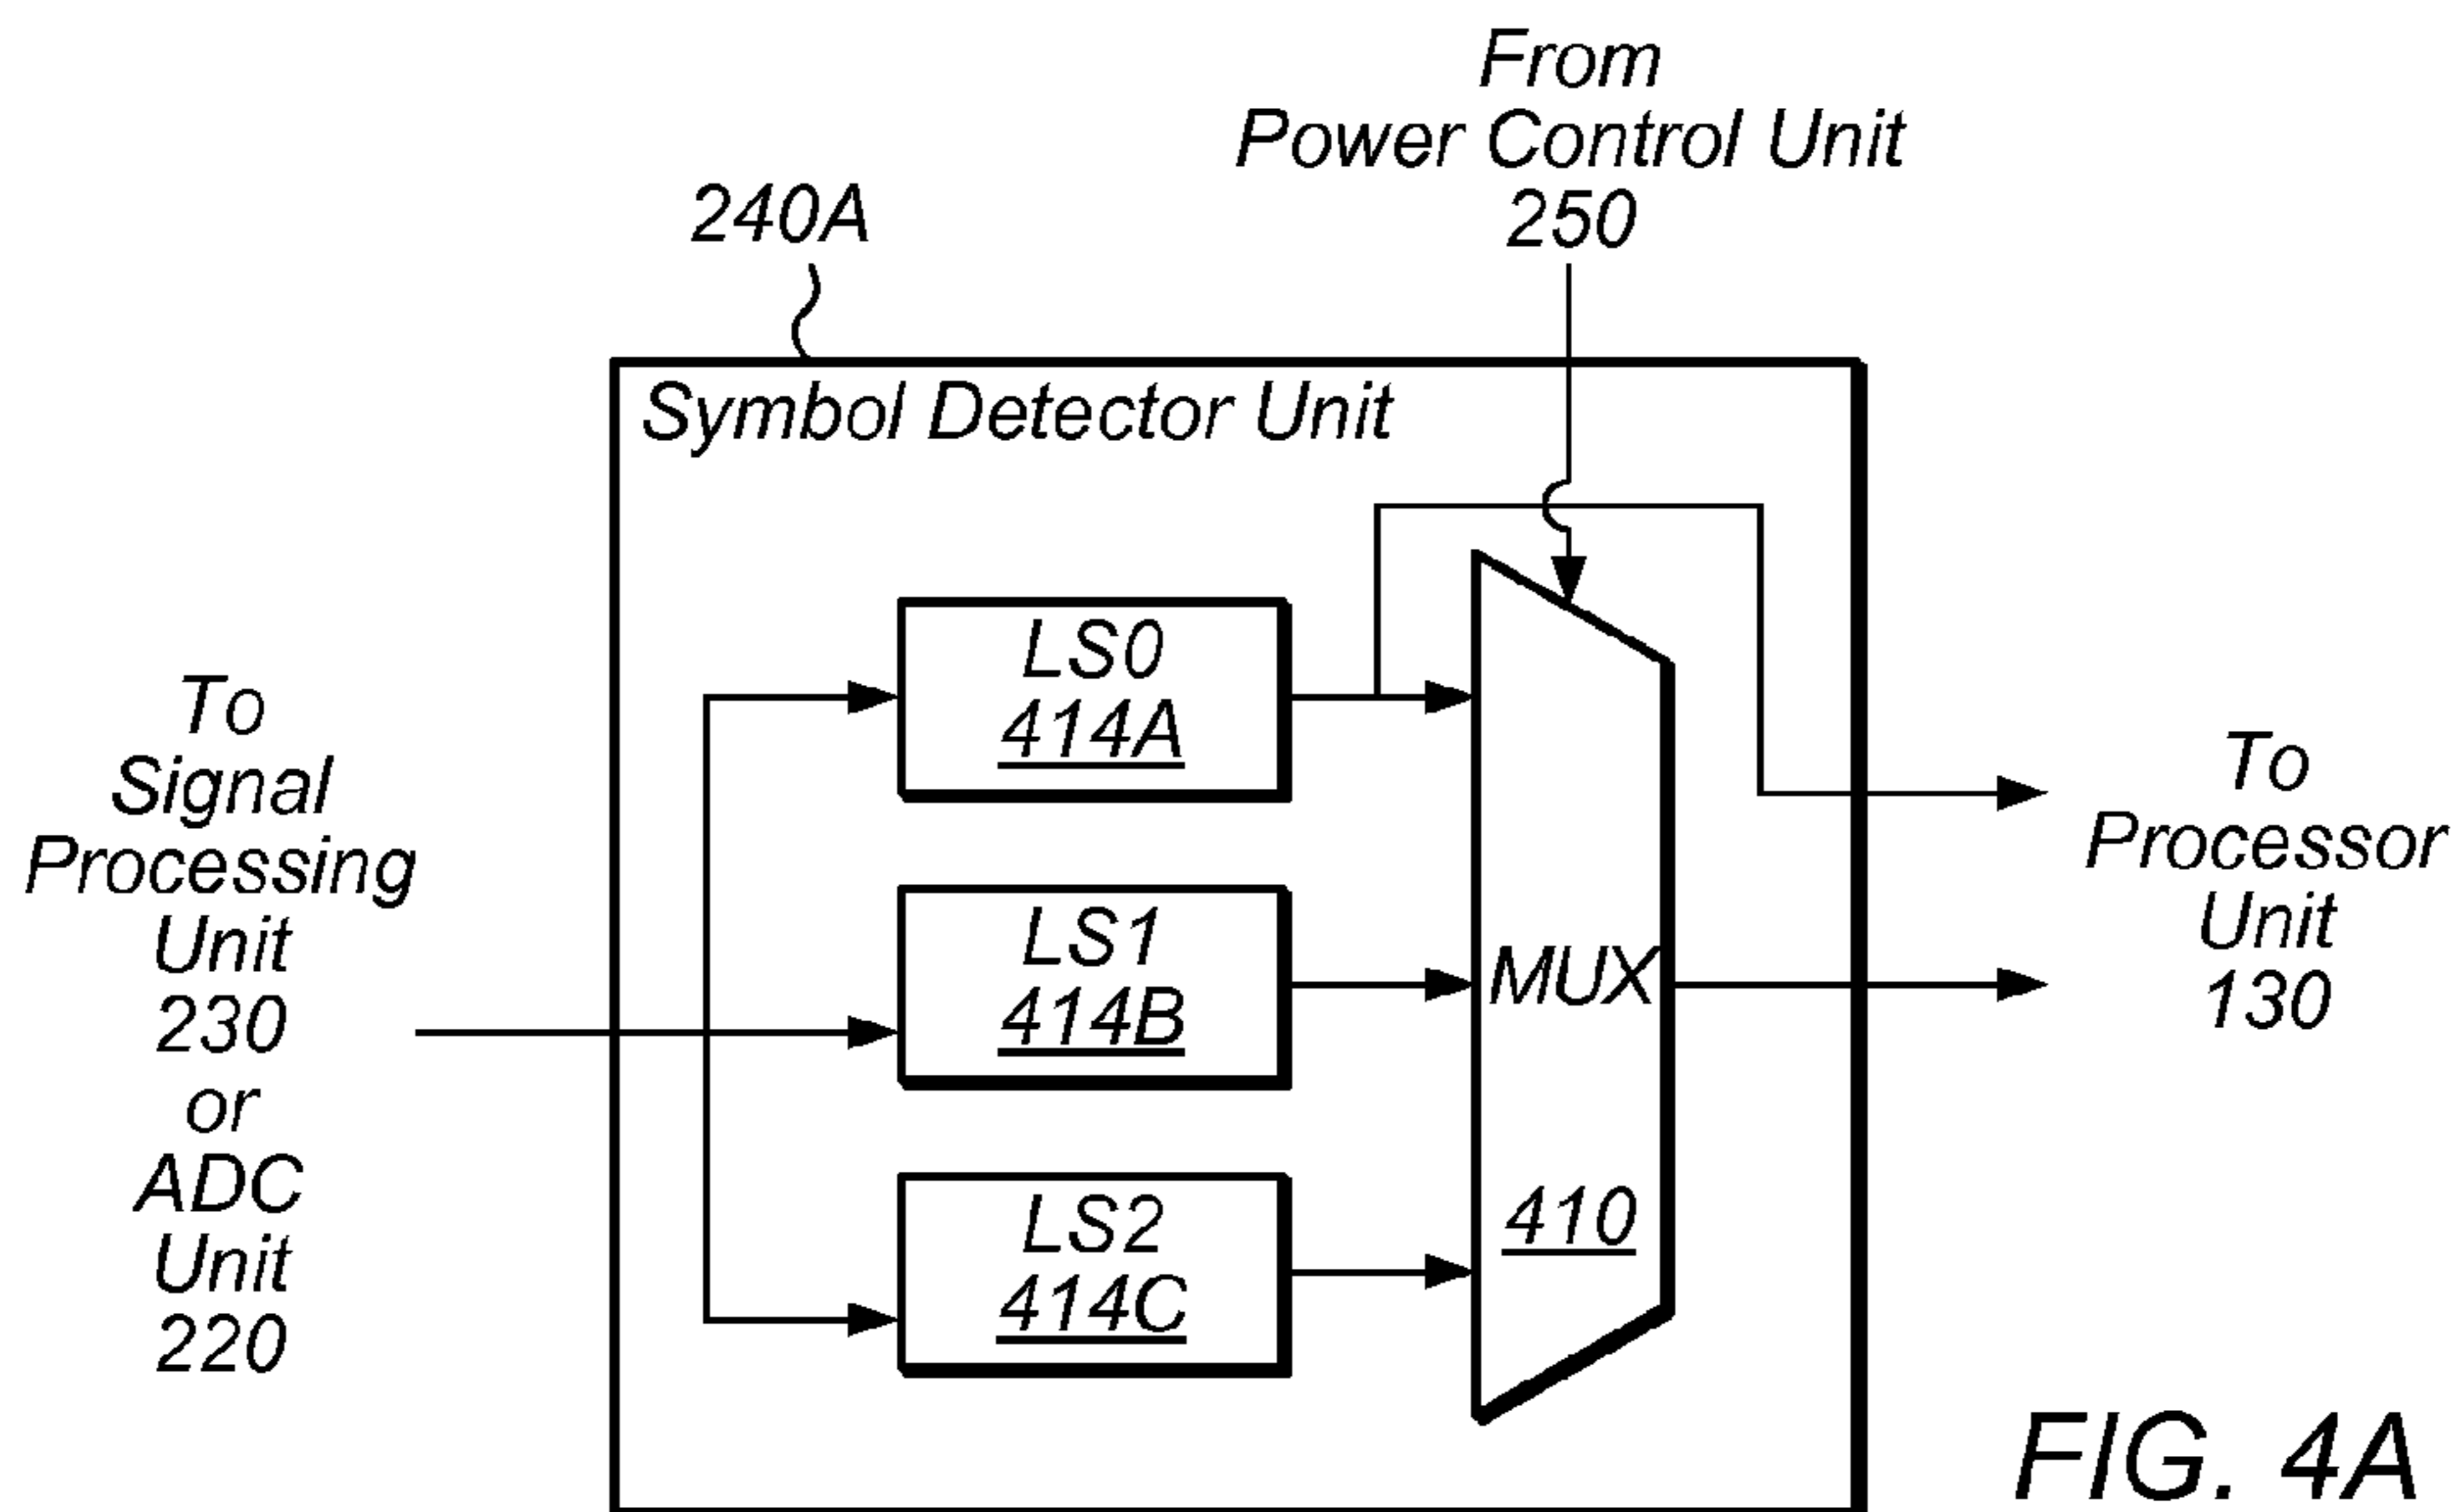 From
Power Control Unit
250
240A
Symbol Detector Unit
To
Signal
Processing
Unit
230
or
ADC
Unit
220
LS0
414A
LS1
414B
LS2
414C
MUX
410
To
Processor
Unit
130
FIG. 4A